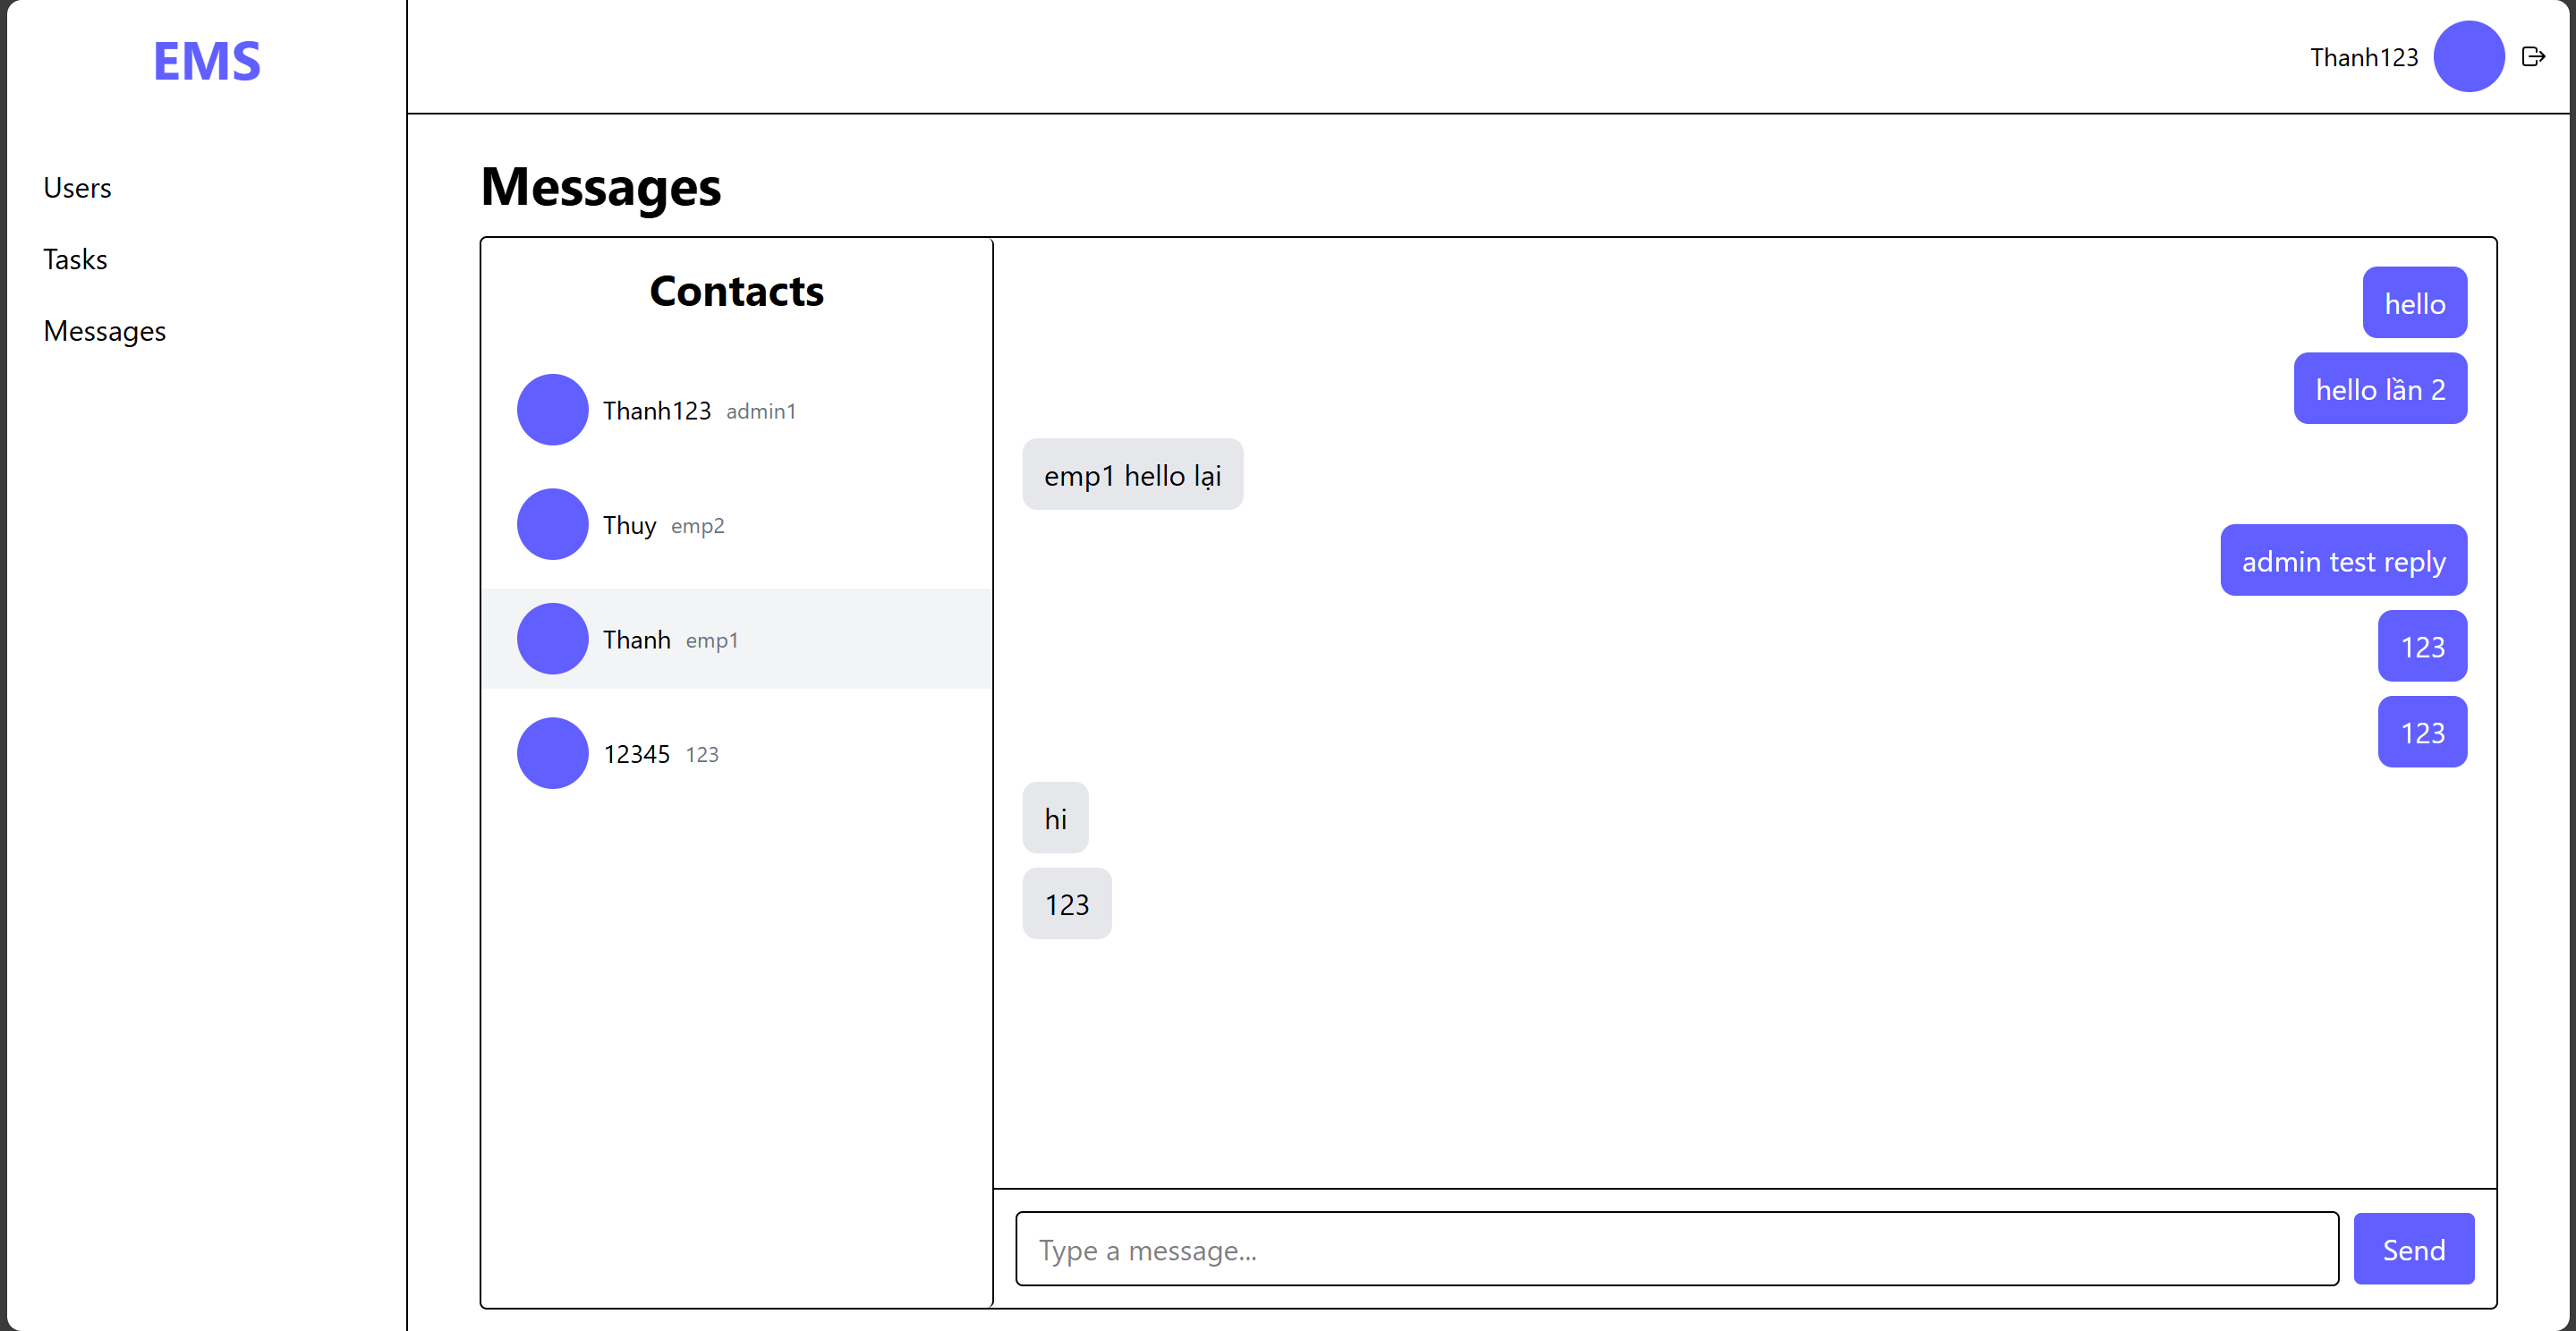 EMS
Thanh123
Users
Tasks
Messages
Messages
Contacts
Thanh123 admin1
Thuy emp2
Thanh emp1
12345 123
hello
hello lần 2
emp1 hello lại
admin test reply
123
123
hi
123
Type a message...
Send